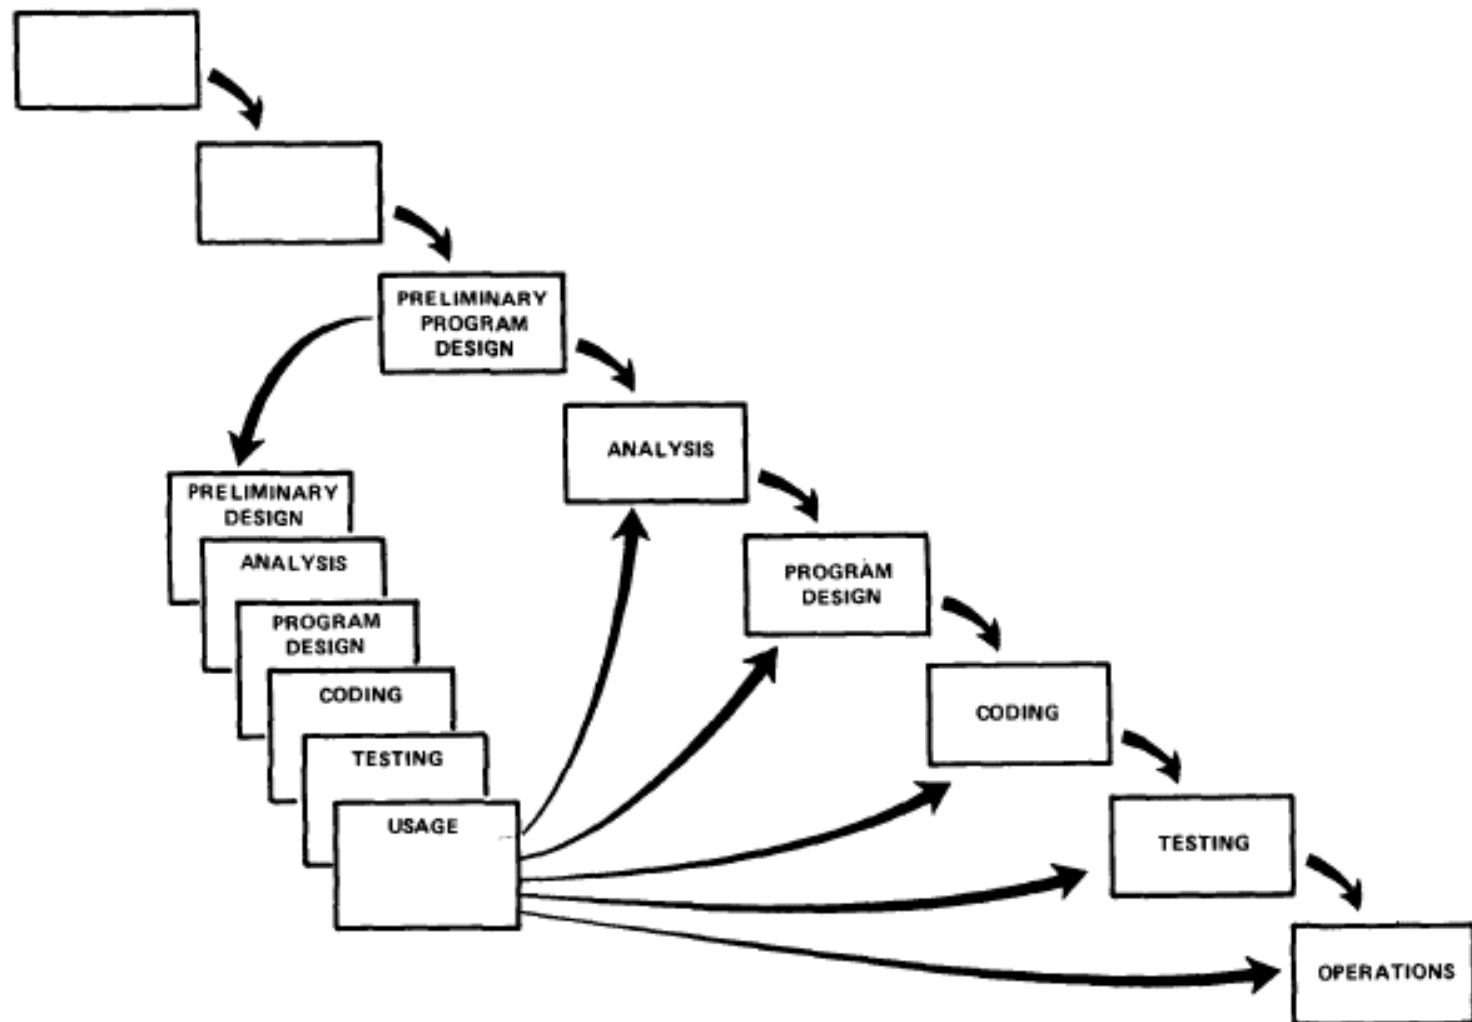 PRELIMINARY
PROGRAM
DESIGN
ANALYSIS
PROGRAM
DESIGN
CODING
TESTING
OPERATIONS
PRELIMINARY
DESIGN
ANALYSIS
PROGRAM
DESIGN
CODING
TESTING
USAGE